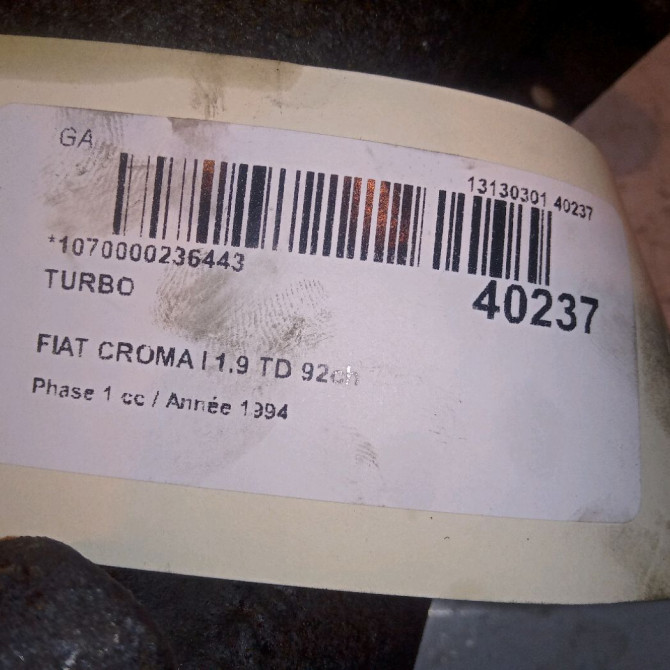 GA
13130301 40237
*1070000236443
TURBO
40237
FIAT CROMA I 1.9 TD 92ch
Phase 1 cc / Année 1994